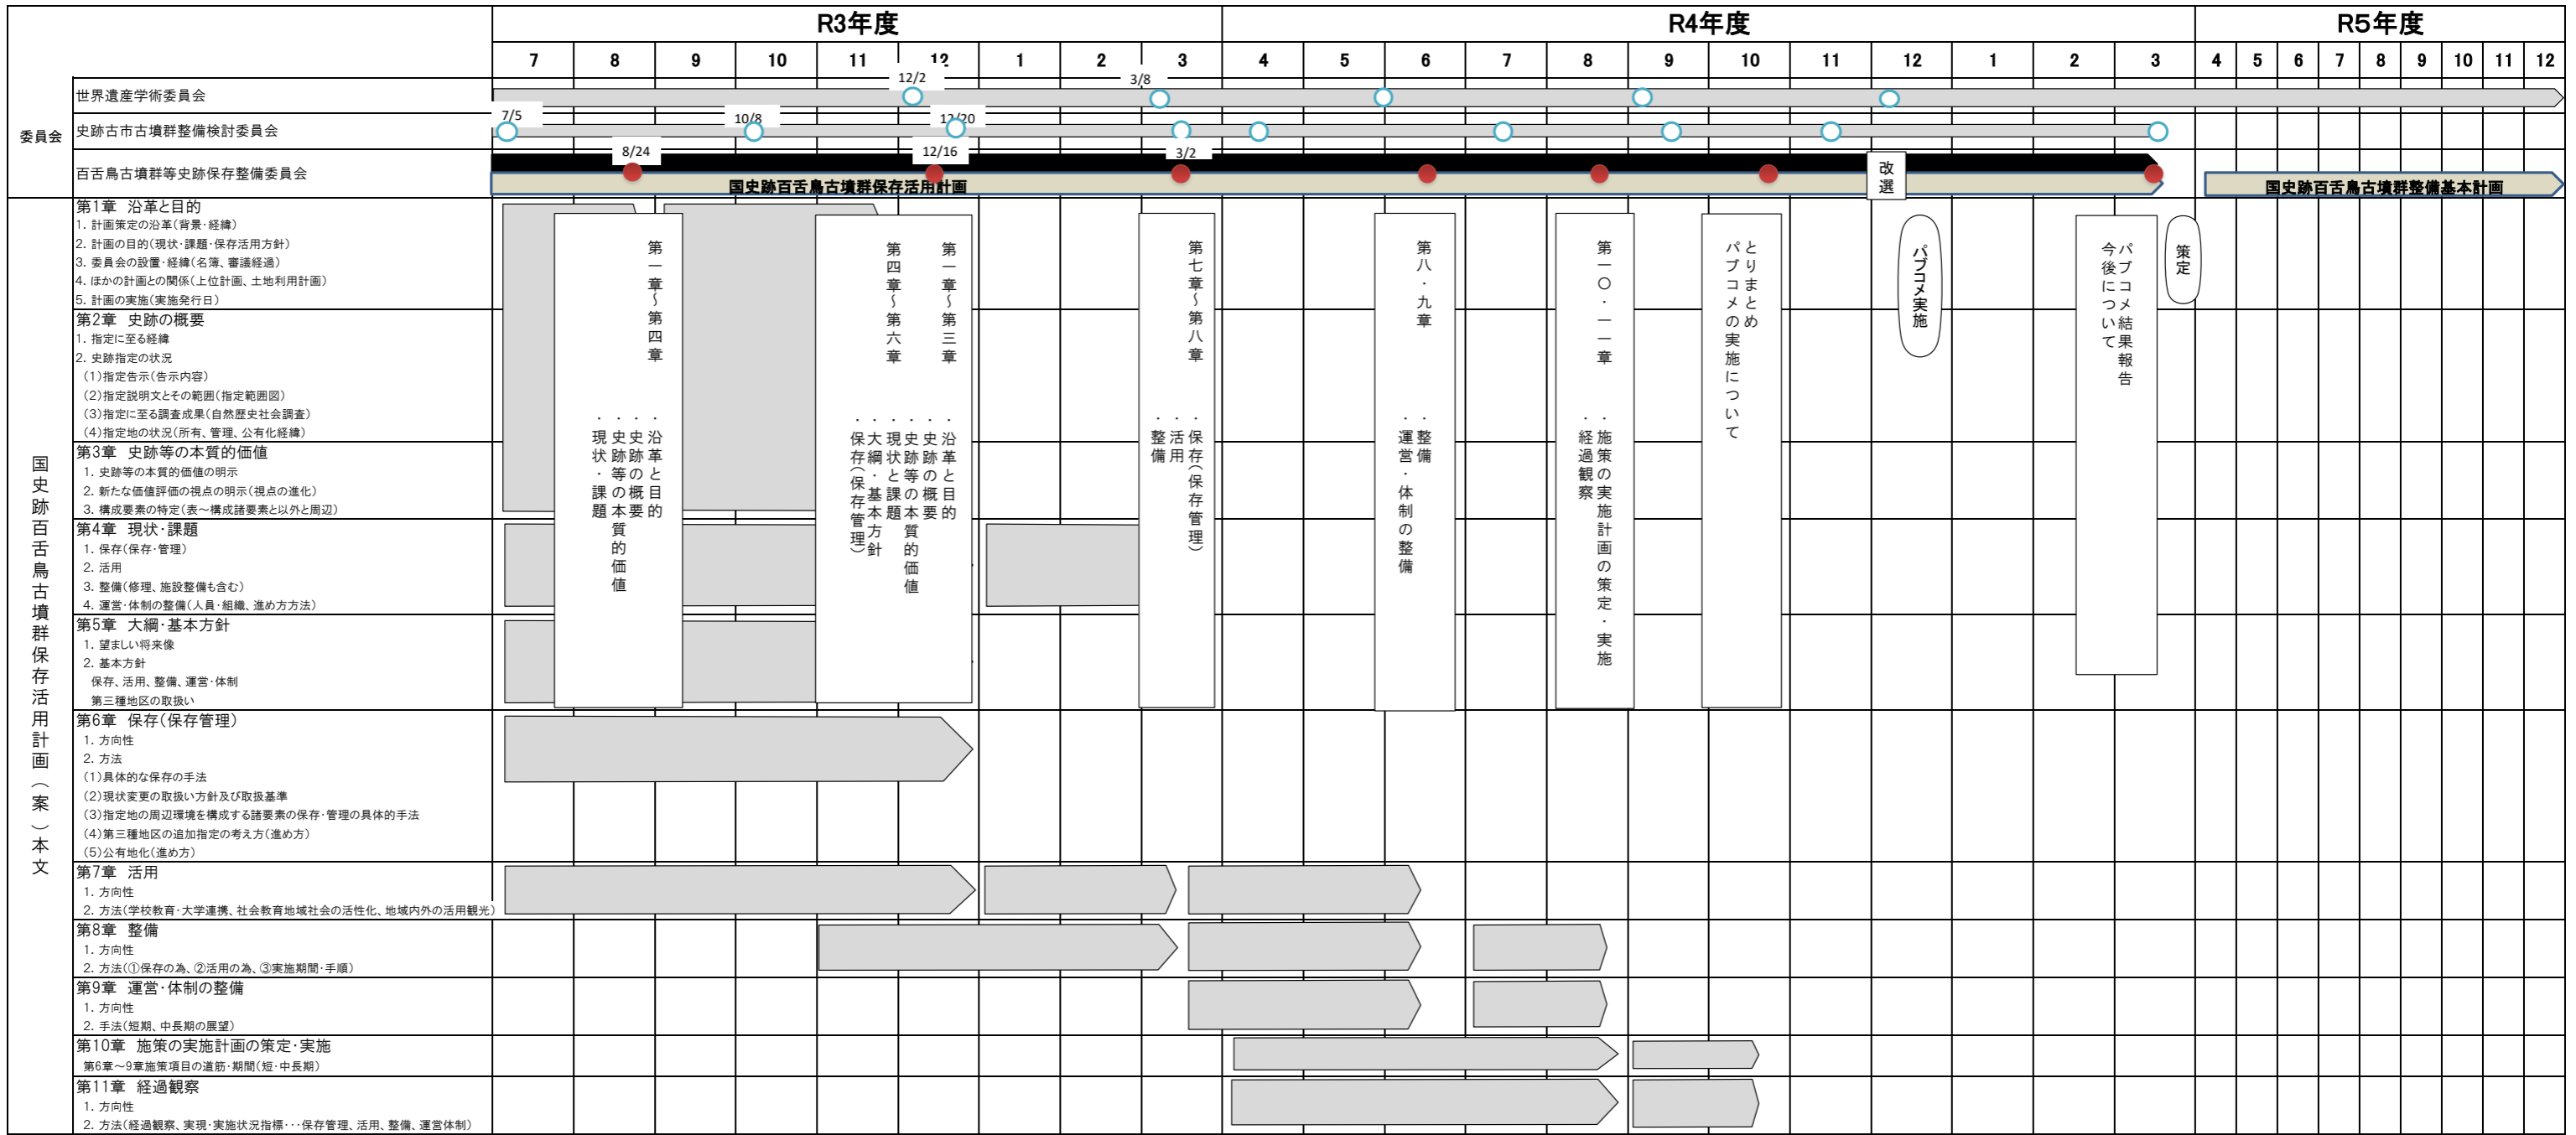 R3年度
R4年度
R5年度
7 8 9 10 11 12 1 2 3 4 5 6 7 8 9 10 11 12 1 2 3 4 5 6 7 8 9 10 11 12
委員会
世界遺産学術委員会
12/2
3/8
史跡古市古墳群整備検討委員会
7/5
10/8
12/20
百舌鳥古墳群等史跡保存整備委員会
8/24
12/16
3/2
改選
国史跡百舌鳥古墳群保存活用計画
国史跡百舌鳥古墳群整備基本計画
国史跡百舌鳥古墳群保存活用計画（案）本文
第1章 沿革と目的
1. 計画策定の沿革(背景・経緯)
2. 計画の目的(現状・課題・保存活用方針)
3. 委員会の設置・経緯(名簿、審議経過)
4. ほかの計画との関係(上位計画、土地利用計画)
5. 計画の実施(実施発行日)
第2章 史跡の概要
1. 指定に至る経緯
2. 史跡指定の状況
(1)指定告示(告示内容)
(2)指定説明文とその範囲(指定範囲図)
(3)指定に至る調査成果(自然歴史社会調査)
(4)指定地の状況(所有、管理、公有化経緯)
第3章 史跡等の本質的価値
1. 史跡等の本質的価値の明示
2. 新たな価値評価の視点の明示(視点の進化)
3. 構成要素の特定(表～構成諸要素と以外と周辺)
第4章 現状・課題
1. 保存(保存・管理)
2. 活用
3. 整備(修理、施設整備も含む)
4. 運営・体制の整備(人員・組織、進め方方法)
第5章 大綱・基本方針
1. 望ましい将来像
2. 基本方針
保存、活用、整備、運営・体制
第三種地区の取扱い
第6章 保存(保存管理)
1. 方向性
2. 方法
(1)具体的な保存の手法
(2)現状変更の取扱い方針及び取扱基準
(3)指定地の周辺環境を構成する諸要素の保存・管理の具体的手法
(4)第三種地区の追加指定の考え方(進め方)
(5)公有地化(進め方)
第7章 活用
1. 方向性
2. 方法(学校教育・大学連携、社会教育地域社会の活性化、地域内外の活用観光)
第8章 整備
1. 方向性
2. 方法(①保存の為、②活用の為、③実施期間・手順)
第9章 運営・体制の整備
1. 方向性
2. 手法(短期、中長期の展望)
第10章 施策の実施計画の策定・実施
第6章～9章施策項目の道筋・期間(短・中長期)
第11章 経過観察
1. 方向性
2. 方法(経過観察、実現・実施状況指標・・・保存管理、活用、整備、運営体制)
第一章～第四章
・沿革と目的
・史跡の概要
・史跡等の本質的価値
・現状・課題
第一章～第三章
第四章～第六章
・沿革と目的
・史跡の概要
・史跡等の本質的価値
・現状と課題
・大綱・基本方針
・保存（保存管理）
第七章～第八章
・保存（保存管理）
・活用
・整備
第八・九章
・整備
・運営・体制の整備
第一〇・一一章
・施策の実施計画の策定・実施
・経過観察
とりまとめ
パブコメの実施について
パブコメ実施
パブコメ結果報告
今後について
策定